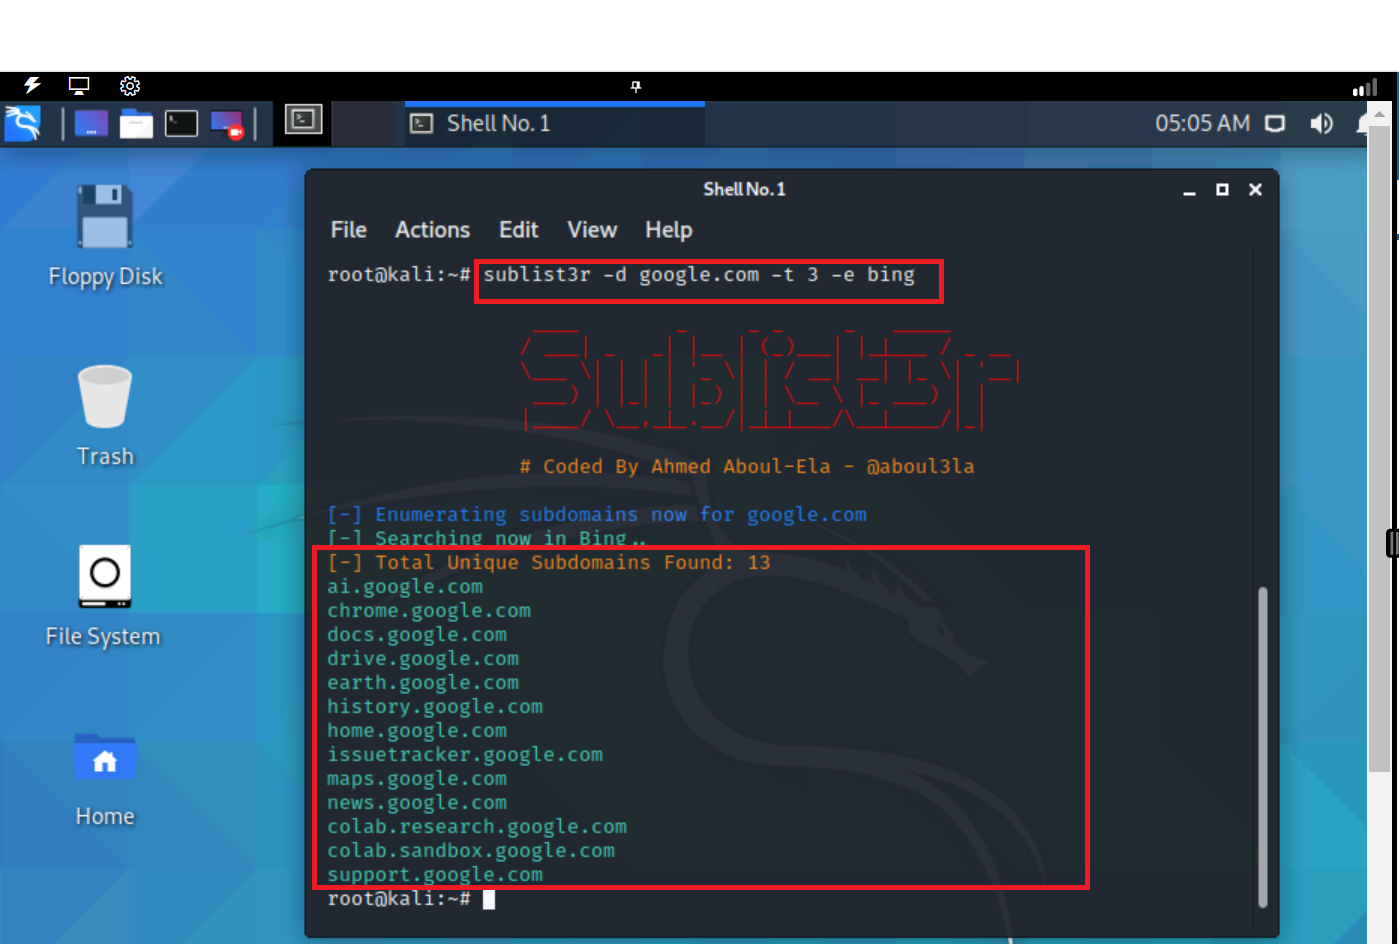 Shell No. 1
05:05 AM
Floppy Disk
Trash
File System
Home
Shell No. 1
File Actions Edit View Help
root@kali:~# sublist3r -d google.com -t 3 -e bing
Sublist3r
# Coded By Ahmed Aboul-Ela - @aboul3la
[-] Enumerating subdomains now for google.com
[-] Searching now in Bing..
[-] Total Unique Subdomains Found: 13
ai.google.com
chrome.google.com
docs.google.com
drive.google.com
earth.google.com
history.google.com
home.google.com
issuetracker.google.com
maps.google.com
news.google.com
colab.research.google.com
colab.sandbox.google.com
support.google.com
root@kali:~#